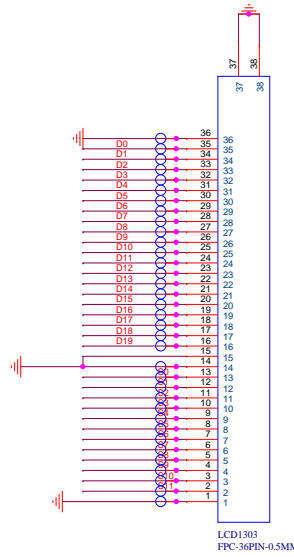 37 38
37 38
36 36
D0 35 35
D1 34 34
D2 33 33
D3 32 32
D4 31 31
D5 30 30
D6 29 29
D7 28 28
D8 27 27
D9 26 26
D10 25 25
D11 24 24
D12 23 23
D13 22 22
D14 21 21
D15 20 20
D16 19 19
D17 18 18
D18 17 17
D19 16 16
15 15
14 14
13 13
12 12
11 11
10 10
9 9
8 8
7 7
6 6
5 5
4 4
3 3
2 2
1 1
LCD1303
FPC-36PIN-0.5MM